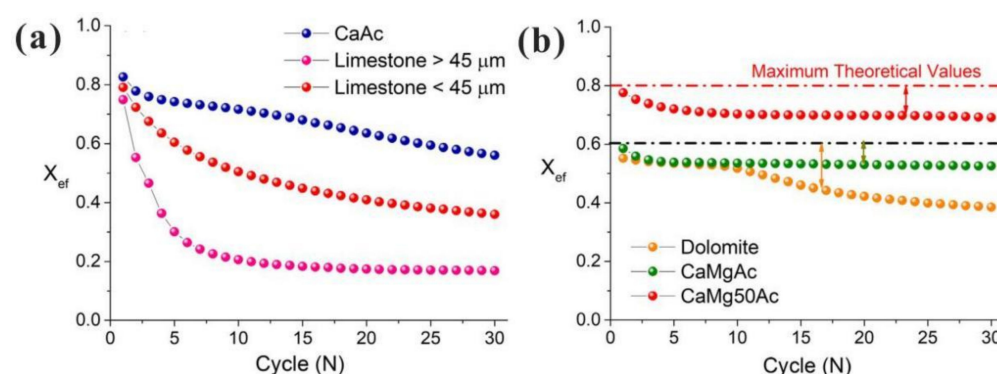 (a)
1.0
0.8
0.6
0.4
0.2
0.0
X_ef
0 5 10 15 20 25 30
Cycle (N)
CaAc
Limestone > 45 μm
Limestone < 45 μm
(b)
1.0
0.8
0.6
0.4
0.2
0.0
X_ef
0 5 10 15 20 25 30
Cycle (N)
Maximum Theoretical Values
Dolomite
CaMgAc
CaMg50Ac